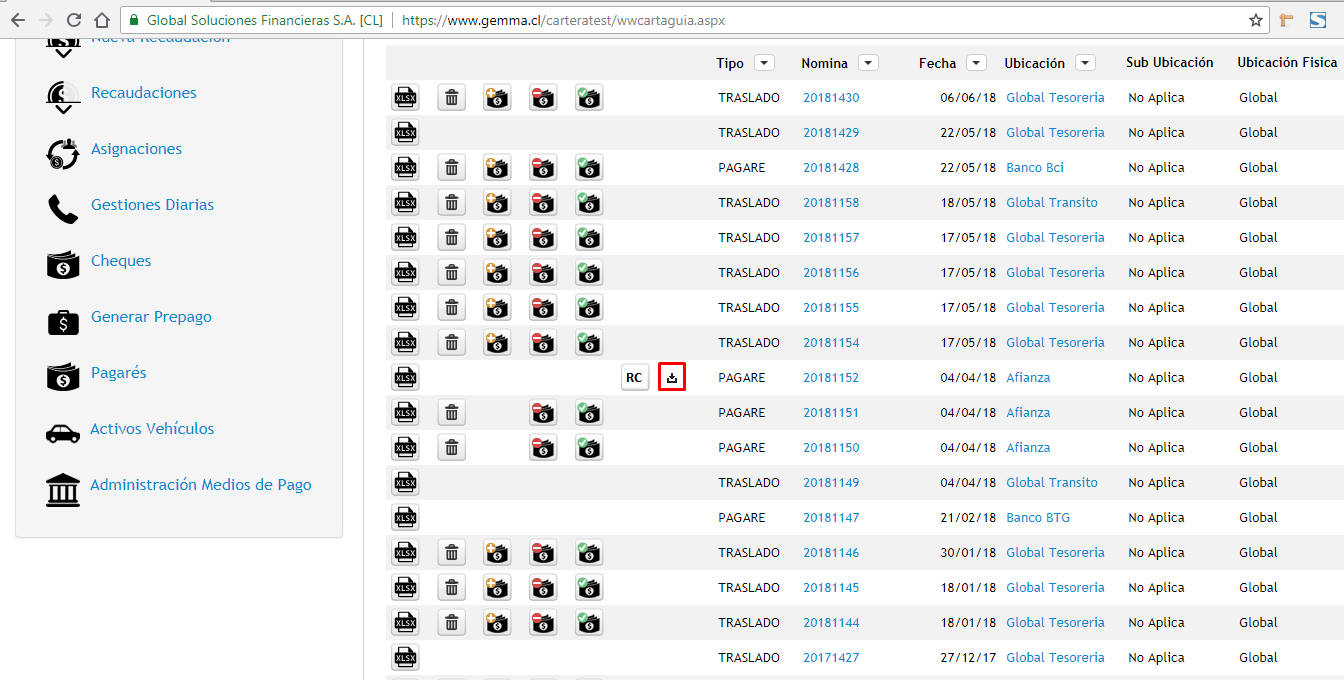 Global Soluciones Financieras S.A. [CL] https://www.gemma.cl/carteratest/wwcartaguia.aspx
Nueva Recaudación
Recaudaciones
Asignaciones
Gestiones Diarias
Cheques
Generar Prepago
Pagarés
Activos Vehículos
Administración Medios de Pago
Tipo Nomina Fecha Ubicación Sub Ubicación Ubicación Fisica
XLSX TRASLADO 20181430 06/06/18 Global Tesoreria No Aplica Global
XLSX TRASLADO 20181429 22/05/18 Global Tesoreria No Aplica Global
XLSX PAGARE 20181428 22/05/18 Banco Bci No Aplica Global
XLSX TRASLADO 20181158 18/05/18 Global Transito No Aplica Global
XLSX TRASLADO 20181157 17/05/18 Global Tesoreria No Aplica Global
XLSX TRASLADO 20181156 17/05/18 Global Tesoreria No Aplica Global
XLSX TRASLADO 20181155 17/05/18 Global Tesoreria No Aplica Global
XLSX TRASLADO 20181154 17/05/18 Global Tesoreria No Aplica Global
XLSX RC PAGARE 20181152 04/04/18 Afianza No Aplica Global
XLSX PAGARE 20181151 04/04/18 Afianza No Aplica Global
XLSX PAGARE 20181150 04/04/18 Afianza No Aplica Global
XLSX TRASLADO 20181149 04/04/18 Global Transito No Aplica Global
XLSX PAGARE 20181147 21/02/18 Banco BTG No Aplica Global
XLSX TRASLADO 20181146 30/01/18 Global Tesoreria No Aplica Global
XLSX TRASLADO 20181145 18/01/18 Global Tesoreria No Aplica Global
XLSX TRASLADO 20181144 18/01/18 Global Tesoreria No Aplica Global
XLSX TRASLADO 20171427 27/12/17 Global Tesoreria No Aplica Global